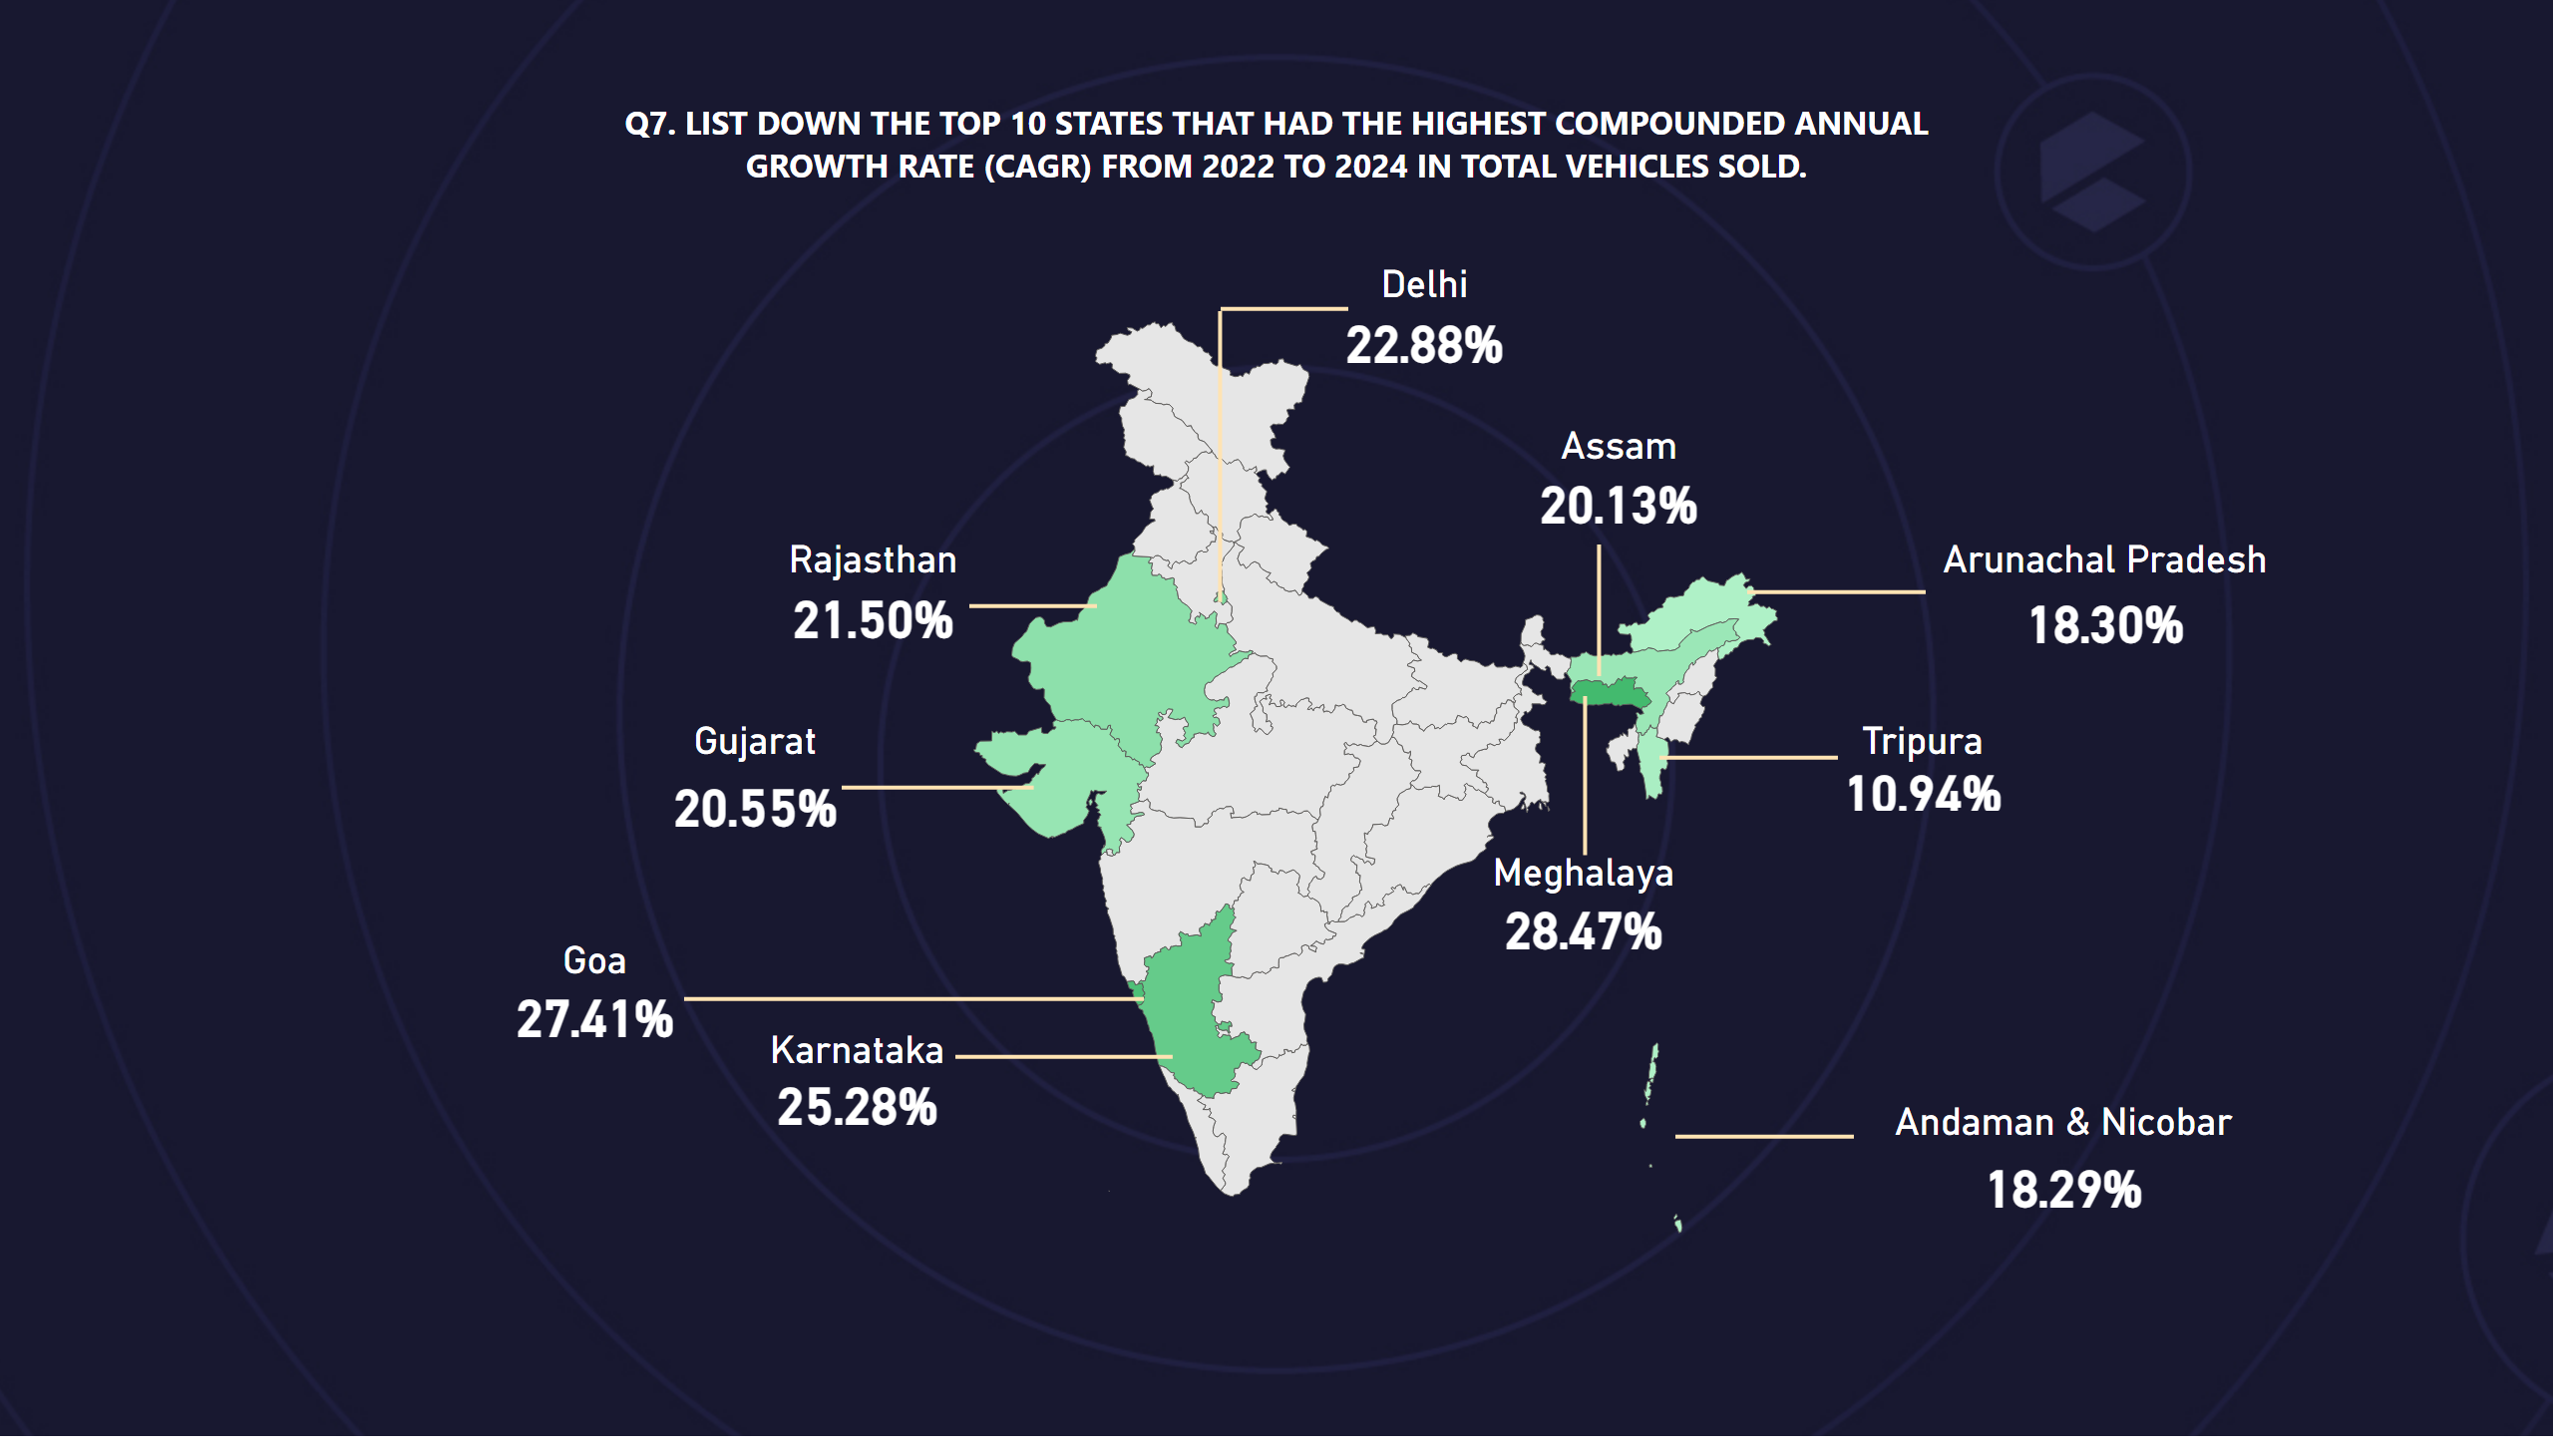 Q7. LIST DOWN THE TOP 10 STATES THAT HAD THE HIGHEST COMPOUNDED ANNUAL
GROWTH RATE (CAGR) FROM 2022 TO 2024 IN TOTAL VEHICLES SOLD.
Delhi
22.88%
Assam
20.13%
Rajasthan
21.50%
Arunachal Pradesh
18.30%
Gujarat
20.55%
Tripura
10.94%
Meghalaya
28.47%
Goa
27.41%
Karnataka
25.28%
Andaman & Nicobar
18.29%